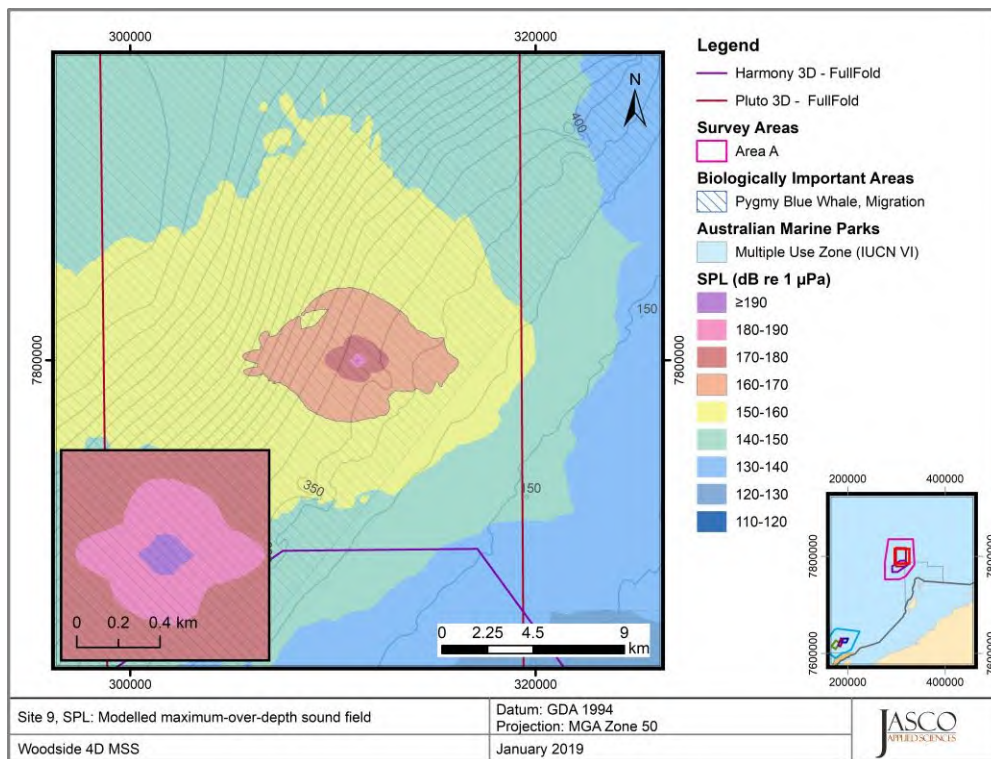 300000
320000
7800000
7800000
N
400
150
350
150
0
0.2
0.4 km
0
2.25
4.5
9
km
300000
320000
Legend
Harmony 3D - FullFold
Pluto 3D - FullFold
Survey Areas
Area A
Biologically Important Areas
Pygmy Blue Whale, Migration
Australian Marine Parks
Multiple Use Zone (IUCN VI)
SPL (dB re 1 µPa)
≥190
180-190
170-180
160-170
150-160
140-150
130-140
120-130
110-120
200000
400000
7800000
7800000
7600000
7600000
200000
400000
Site 9, SPL: Modelled maximum-over-depth sound field
Datum: GDA 1994
Projection: MGA Zone 50
Woodside 4D MSS
January 2019
JASCO
APPLIED SCIENCES